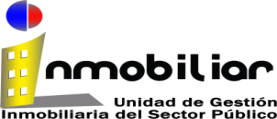 inmobiliar
Unidad de Gestión
Inmobiliaria del Sector Público